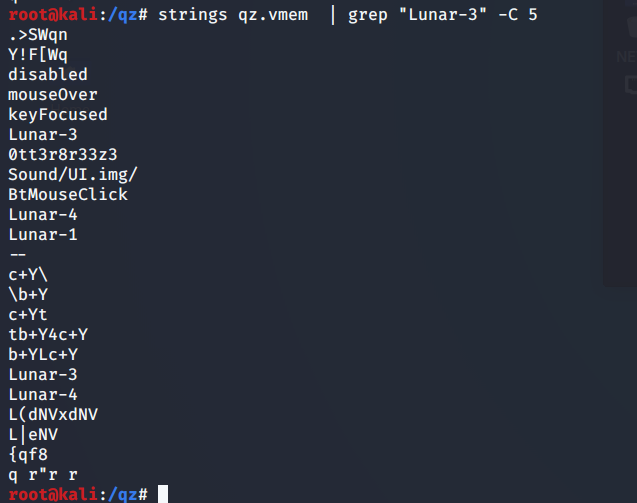 root@kali:/qz# strings qz.vmem  | grep "Lunar-3" -C 5
.>SWqn
Y!F[Wq
disabled
mouseOver
keyFocused
Lunar-3
0tt3r8r33z3
Sound/UI.img/
BtMouseClick
Lunar-4
Lunar-1
--
c+Y\
\b+Y
c+Yt
tb+Y4c+Y
b+YLc+Y
Lunar-3
Lunar-4
L(dNVxdNV
L|eNV
{qf8
q r"r r
root@kali:/qz#